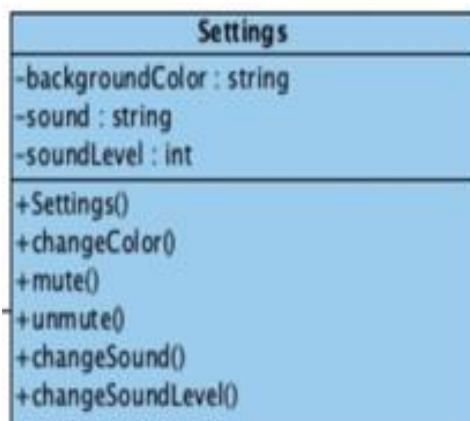 Settings
-backgroundColor : string
-sound : string
-soundLevel : int
+Settings()
+changeColor()
+mute()
+unmute()
+changeSound()
+changeSoundLevel()